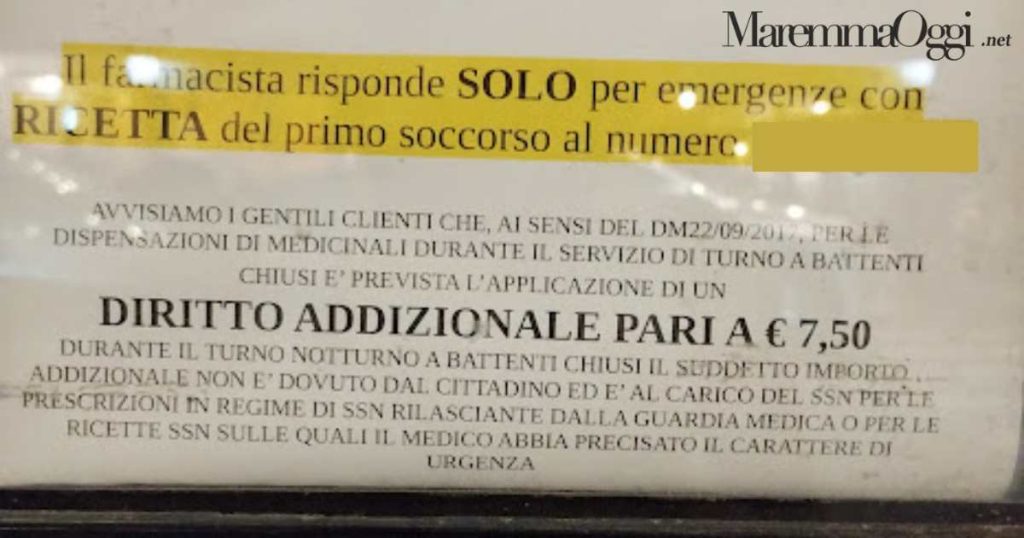 MaremmaOggi.net
Il farmacista risponde SOLO per emergenze con
RICETTA del primo soccorso al numero
AVVISIAMO I GENTILI CLIENTI CHE, AI SENSI DEL DM22/09/2017, PER LE
DISPENSAZIONI DI MEDICINALI DURANTE IL SERVIZIO DI TURNO A BATTENTI
CHIUSI E' PREVISTA L'APPLICAZIONE DI UN
DIRITTO ADDIZIONALE PARI A € 7,50
DURANTE IL TURNO NOTTURNO A BATTENTI CHIUSI IL SUDDETTO IMPORTO
ADDIZIONALE NON E' DOVUTO DAL CITTADINO ED E' AL CARICO DEL SSN PER LE
PRESCRIZIONI IN REGIME DI SSN RILASCIANTE DALLA GUARDIA MEDICA O PER LE
RICETTE SSN SULLE QUALI IL MEDICO ABBIA PRECISATO IL CARATTERE DI
URGENZA